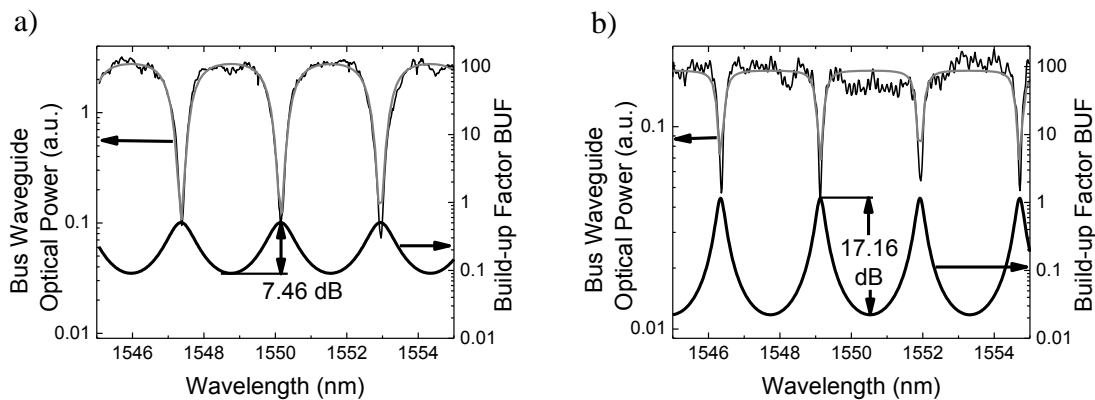 a)
Bus Waveguide
Optical Power (a.u.)
1
0.1
0.01
7.46 dB
100
10
1
0.1
0.01
Build-up Factor BUF
1546 1548 1550 1552 1554
Wavelength (nm)
b)
Bus Waveguide
Optical Power (a.u.)
0.1
0.01
17.16
dB
100
10
1
0.1
0.01
Build-up Factor BUF
1546 1548 1550 1552 1554
Wavelength (nm)